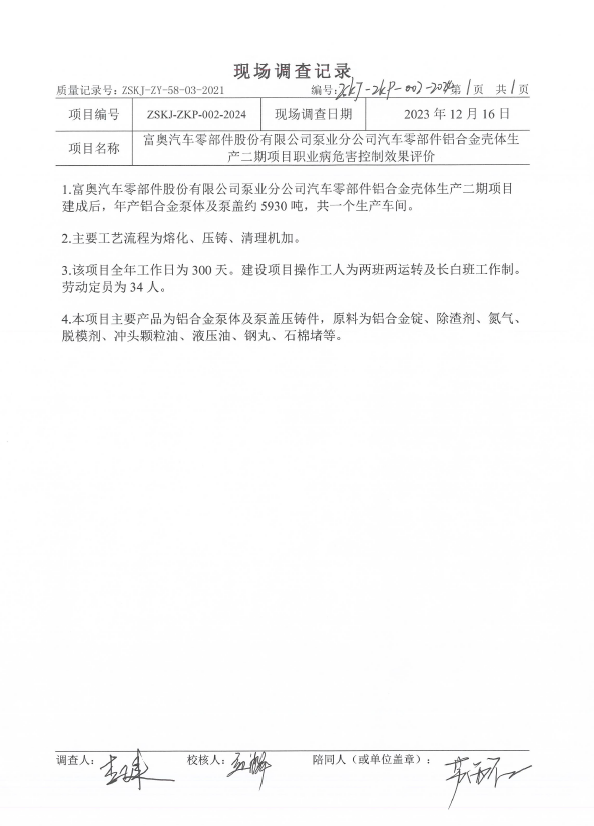 现场调查记录
质量记录号：ZSKJ-ZY-58-03-2021 编号：ZSKJ-ZKP-002-2024 第1页 共1页
项目编号 ZSKJ-ZKP-002-2024 现场调查日期 2023 年 12 月 16 日
项目名称 富奥汽车零部件股份有限公司泵业分公司汽车零部件铝合金壳体生
产二期项目职业病危害控制效果评价
1.富奥汽车零部件股份有限公司泵业分公司汽车零部件铝合金壳体生产二期项目
建成后，年产铝合金泵体及泵盖约 5930 吨，共一个生产车间。
2.主要工艺流程为熔化、压铸、清理机加。
3.该项目全年工作日为 300 天。建设项目操作工人为两班两运转及长白班工作制。
劳动定员为 34 人。
4.本项目主要产品为铝合金泵体及泵盖压铸件，原料为铝合金锭、除渣剂、氮气、
脱模剂、冲头颗粒油、液压油、钢丸、石棉堵等。
调查人： 校核人： 陪同人（或单位盖章）：